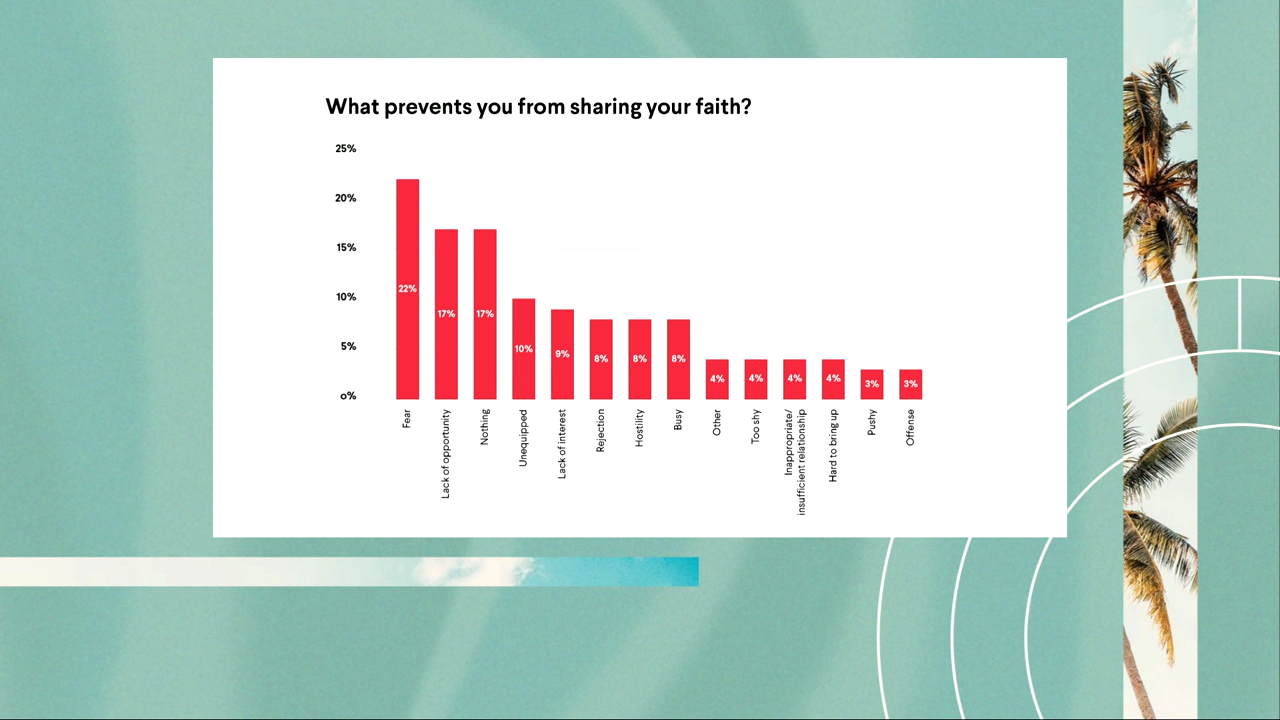 What prevents you from sharing your faith?
25%
20%
15%
10%
5%
0%
22%
17%
17%
10%
9%
8%
8%
8%
4%
4%
4%
4%
3%
3%
Fear
Lack of opportunity
Nothing
Unequipped
Lack of interest
Rejection
Hostility
Busy
Other
Too shy
Inappropriate/
insufficient relationship
Hard to bring up
Pushy
Offense